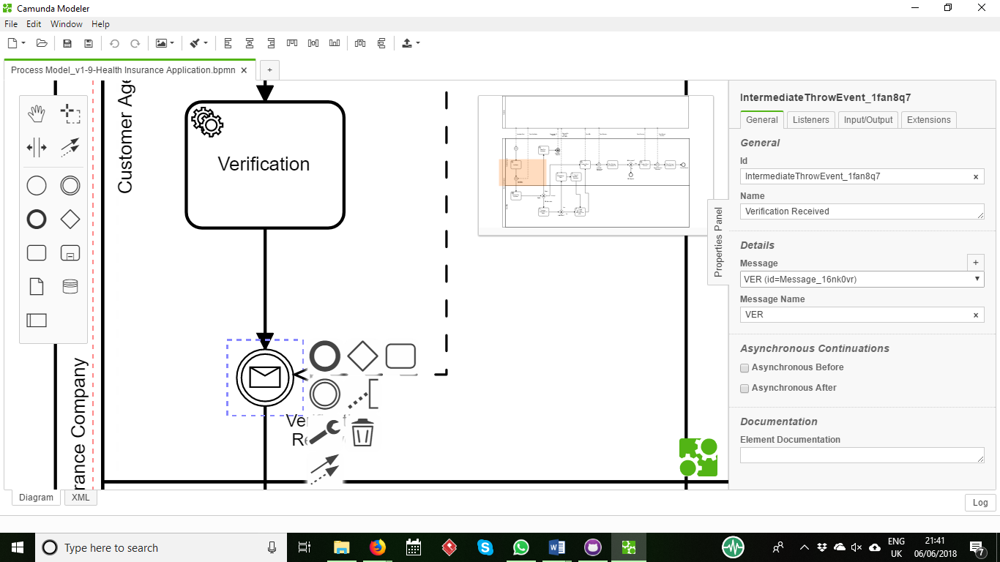 Camunda Modeler
File Edit Window Help
Process Model_v1-9-Health Insurance Application.bpmn × +
Customer Age
Verification
rance Company
Properties Panel
IntermediateThrowEvent_1fan8q7
General Listeners Input/Output Extensions
General
Id
IntermediateThrowEvent_1fan8q7 ×
Name
Verification Received
Details
Message
+
VER (id=Message_16nk0vr)
Message Name
VER ×
Asynchronous Continuations
Asynchronous Before
Asynchronous After
Documentation
Element Documentation
Diagram XML
Log
Type here to search
ENG
UK
21:41
06/06/2018
7